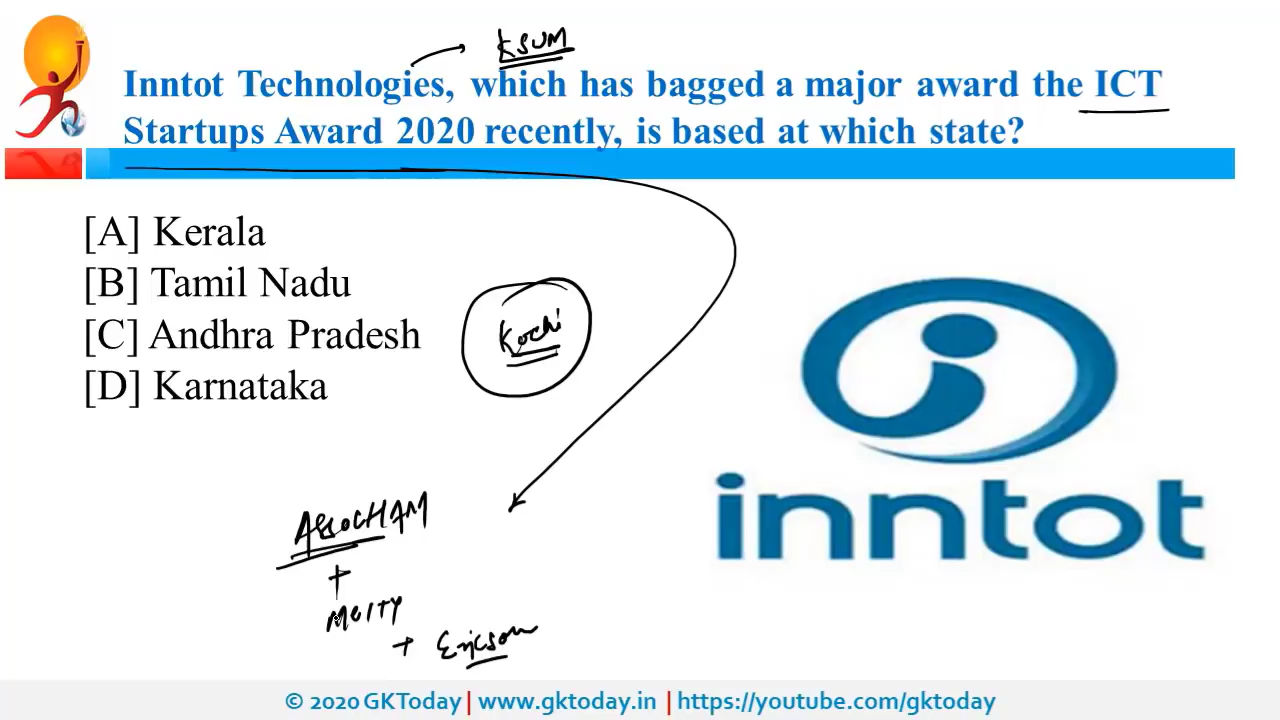 KSUM
Inntot Technologies, which has bagged a major award the ICT
Startups Award 2020 recently, is based at which state?
[A] Kerala
[B] Tamil Nadu
[C] Andhra Pradesh
[D] Karnataka
Kochi
inntot
ASSOCHAM
+
MEITY
+ Ericson
© 2020 GKToday | www.gktoday.in | https://youtube.com/gktoday